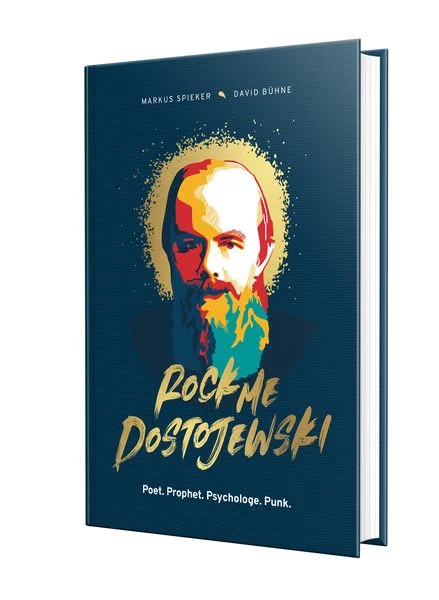 MARKUS SPIEKER DAVID BÜHNE
ROCK ME
DOSTOJEWSKI
Poet. Prophet. Psychologe. Punk.